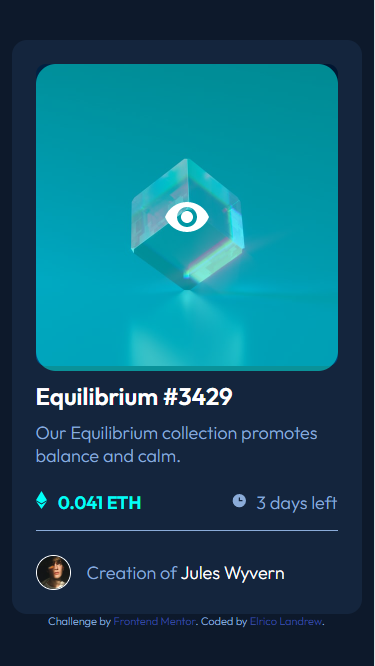 Equilibrium #3429
Our Equilibrium collection promotes
balance and calm.
0.041 ETH
3 days left
Creation of Jules Wyvern
Challenge by Frontend Mentor. Coded by Elrico Landrew.